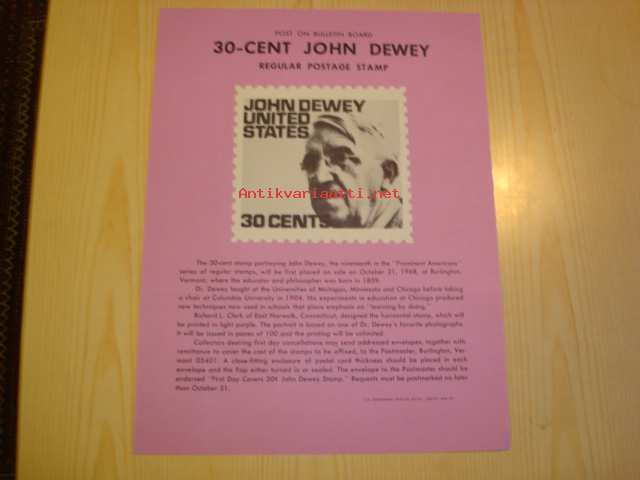 POST ON BULLETIN BOARD
30-CENT JOHN DEWEY
REGULAR POSTAGE STAMP
JOHN DEWEY
UNITED
STATES
Antikvariaatti.net
30 CENTS
The 30-cent stamp portraying John Dewey, the nineteenth in the "Prominent Americans"
series of regular stamps, will be first placed on sale on October 21, 1968, at Burlington,
Vermont, where the educator and philosopher was born in 1859.
Dr. Dewey taught at the Universities of Michigan, Minnesota and Chicago before taking
a chair at Columbia University in 1904. His experiments in education at Chicago produced
new techniques now used in schools that place emphasis on "learning by doing."
Richard L. Clark of East Norwalk, Connecticut, designed the horizontal stamp, which will
be printed in light purple. The portrait is based on one of Dr. Dewey's favorite photographs.
It will be issued in panes of 100 and the printing will be unlimited.
Collectors desiring first day cancellations may send addressed envelopes, together with
remittance to cover the cost of the stamps to be affixed, to the Postmaster, Burlington, Ver-
mont 05401. A close-fitting enclosure of postal card thickness should be placed in each
envelope and the flap either turned in or sealed. The envelope to the Postmaster should be
endorsed "First Day Covers 30¢ John Dewey Stamp." Requests must be postmarked no later
than October 21.